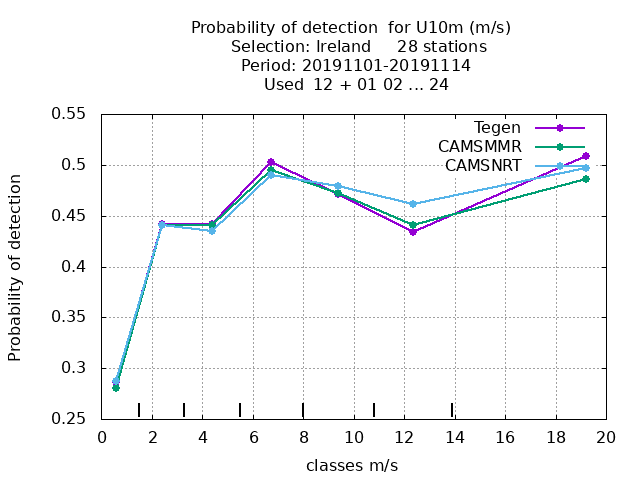 Probability of detection  for U10m (m/s)
Selection: Ireland     28 stations
Period: 20191101-20191114
Used  12 + 01 02 ... 24
Probability of detection
0.55
0.5
0.45
0.4
0.35
0.3
0.25
Tegen
CAMSMMR
CAMSNRT
0 2 4 6 8 10 12 14 16 18 20
classes m/s